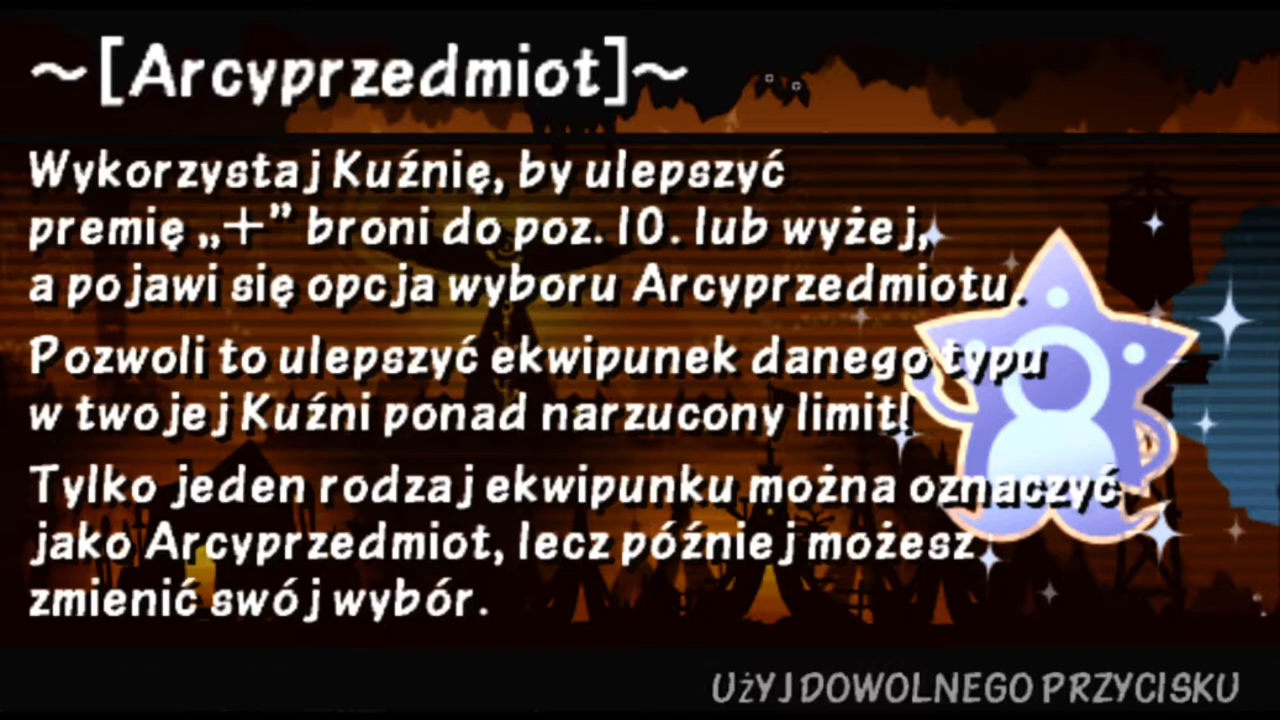 ~[Arcyprzedmiot]~
Wykorzystaj Kuźnię, by ulepszyć
premię „+” broni do poz. 10. lub wyżej,
a pojawi się opcja wyboru Arcyprzedmiotu.
Pozwoli to ulepszyć ekwipunek danego typu
w twojej Kuźni ponad narzucony limit!
Tylko jeden rodzaj ekwipunku można oznaczyć
jako Arcyprzedmiot, lecz później możesz
zmienić swój wybór.
UżYJ DOWOLNEGO PRZYCISKU